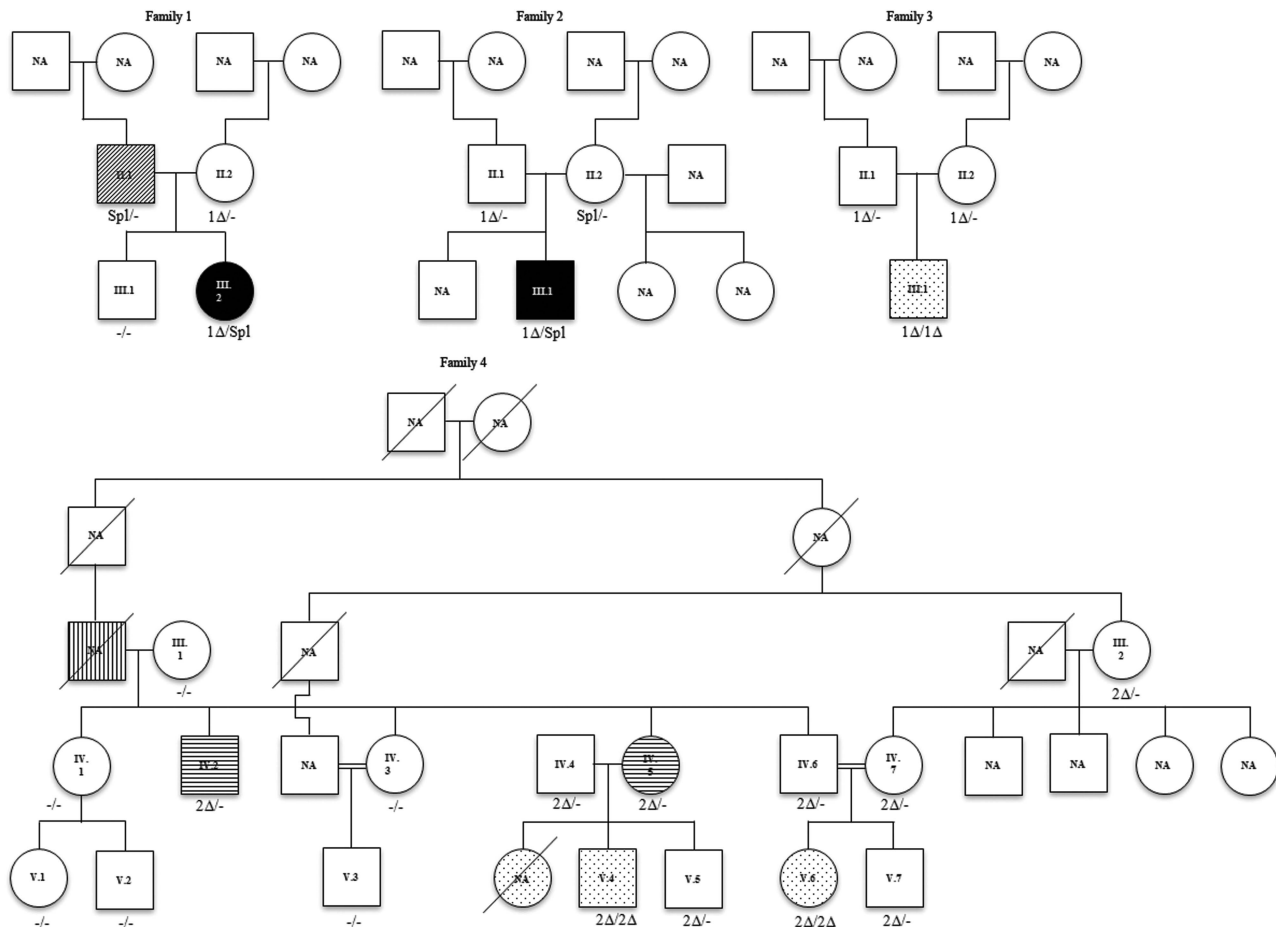 Family 1 Family 2 Family 3
NA NA NA NA NA NA NA NA NA NA NA NA
II.1 II.2 II.1 II.2 NA II.1 II.2
Spl/- 1Δ/- 1Δ/- Spl/- 1Δ/- 1Δ/-
III.1 III.
2 NA III.1 NA NA III.1
-/- 1Δ/Spl 1Δ/Spl 1Δ/1Δ
Family 4
NA NA
NA NA
NA III.
1 NA NA III.
2
-/- 2Δ/-
IV.
1 IV.2 NA IV.
3 IV.4 IV.
5 IV.6 IV.
7 NA NA NA NA
-/- 2Δ/- -/- 2Δ/- 2Δ/- 2Δ/- 2Δ/-
V.1 V.2 V.3 NA V.4 V.5 V.6 V.7
-/- -/- -/- 2Δ/2Δ 2Δ/- 2Δ/2Δ 2Δ/-